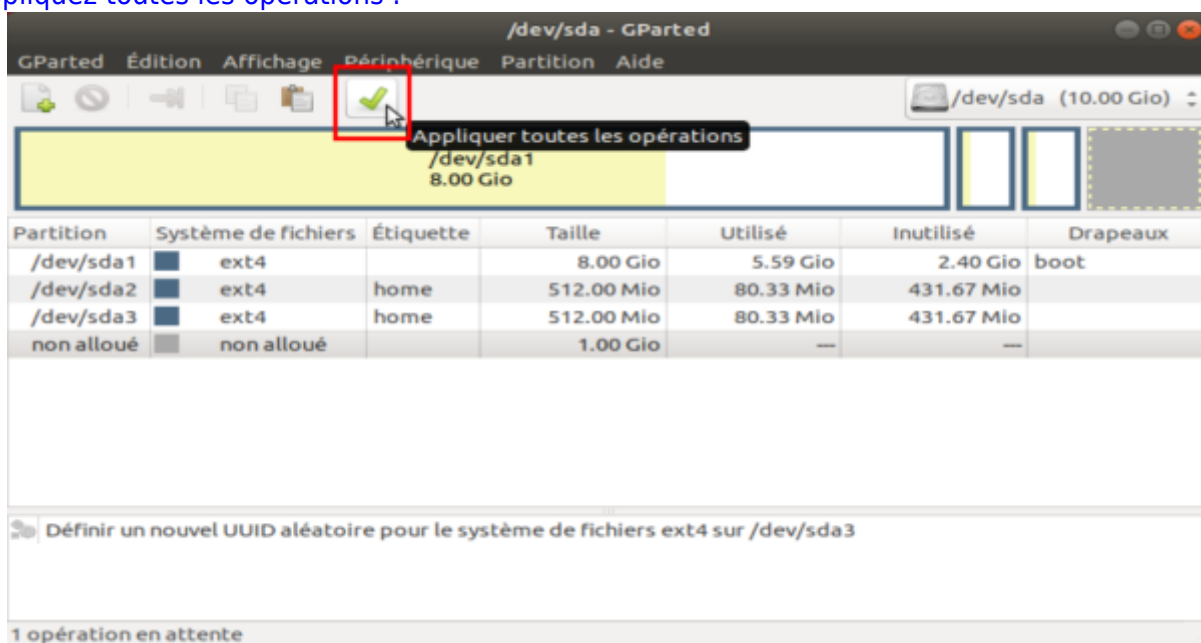 pliquez toutes les opérations :
/dev/sda - GParted
GParted Édition Affichage Périphérique Partition Aide
/dev/sda (10.00 Gio)
Appliquer toutes les opérations
/dev/sda1
8.00 Gio
Partition Système de fichiers Étiquette Taille Utilisé Inutilisé Drapeaux
/dev/sda1 ext4 8.00 Gio 5.59 Gio 2.40 Gio boot
/dev/sda2 ext4 home 512.00 Mio 80.33 Mio 431.67 Mio
/dev/sda3 ext4 home 512.00 Mio 80.33 Mio 431.67 Mio
non alloué non alloué 1.00 Gio --- ---
Définir un nouvel UUID aléatoire pour le système de fichiers ext4 sur /dev/sda3
1 opération en attente